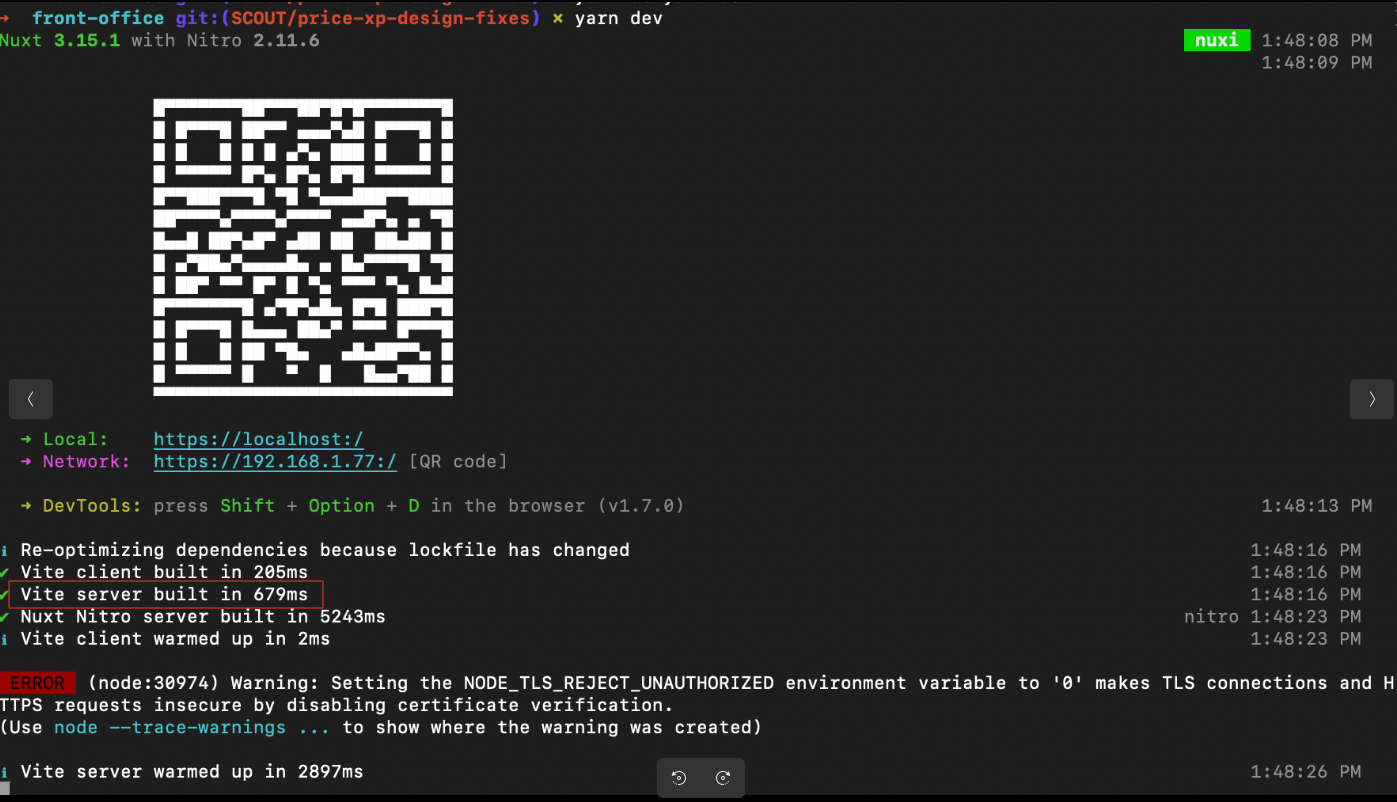 → front-office git:(SCOUT/price-xp-design-fixes) × yarn dev
Nuxt 3.15.1 with Nitro 2.11.6 nuxi 1:48:08 PM
1:48:09 PM
➜ Local: https://localhost:/
➜ Network: https://192.168.1.77:/ [QR code]
➜ DevTools: press Shift + Option + D in the browser (v1.7.0) 1:48:13 PM
ℹ Re-optimizing dependencies because lockfile has changed 1:48:16 PM
✔ Vite client built in 205ms 1:48:16 PM
✔ Vite server built in 679ms 1:48:16 PM
✔ Nuxt Nitro server built in 5243ms nitro 1:48:23 PM
ℹ Vite client warmed up in 2ms 1:48:23 PM
ERROR (node:30974) Warning: Setting the NODE_TLS_REJECT_UNAUTHORIZED environment variable to '0' makes TLS connections and H
TTPS requests insecure by disabling certificate verification.
(Use node --trace-warnings ... to show where the warning was created)
ℹ Vite server warmed up in 2897ms 1:48:26 PM